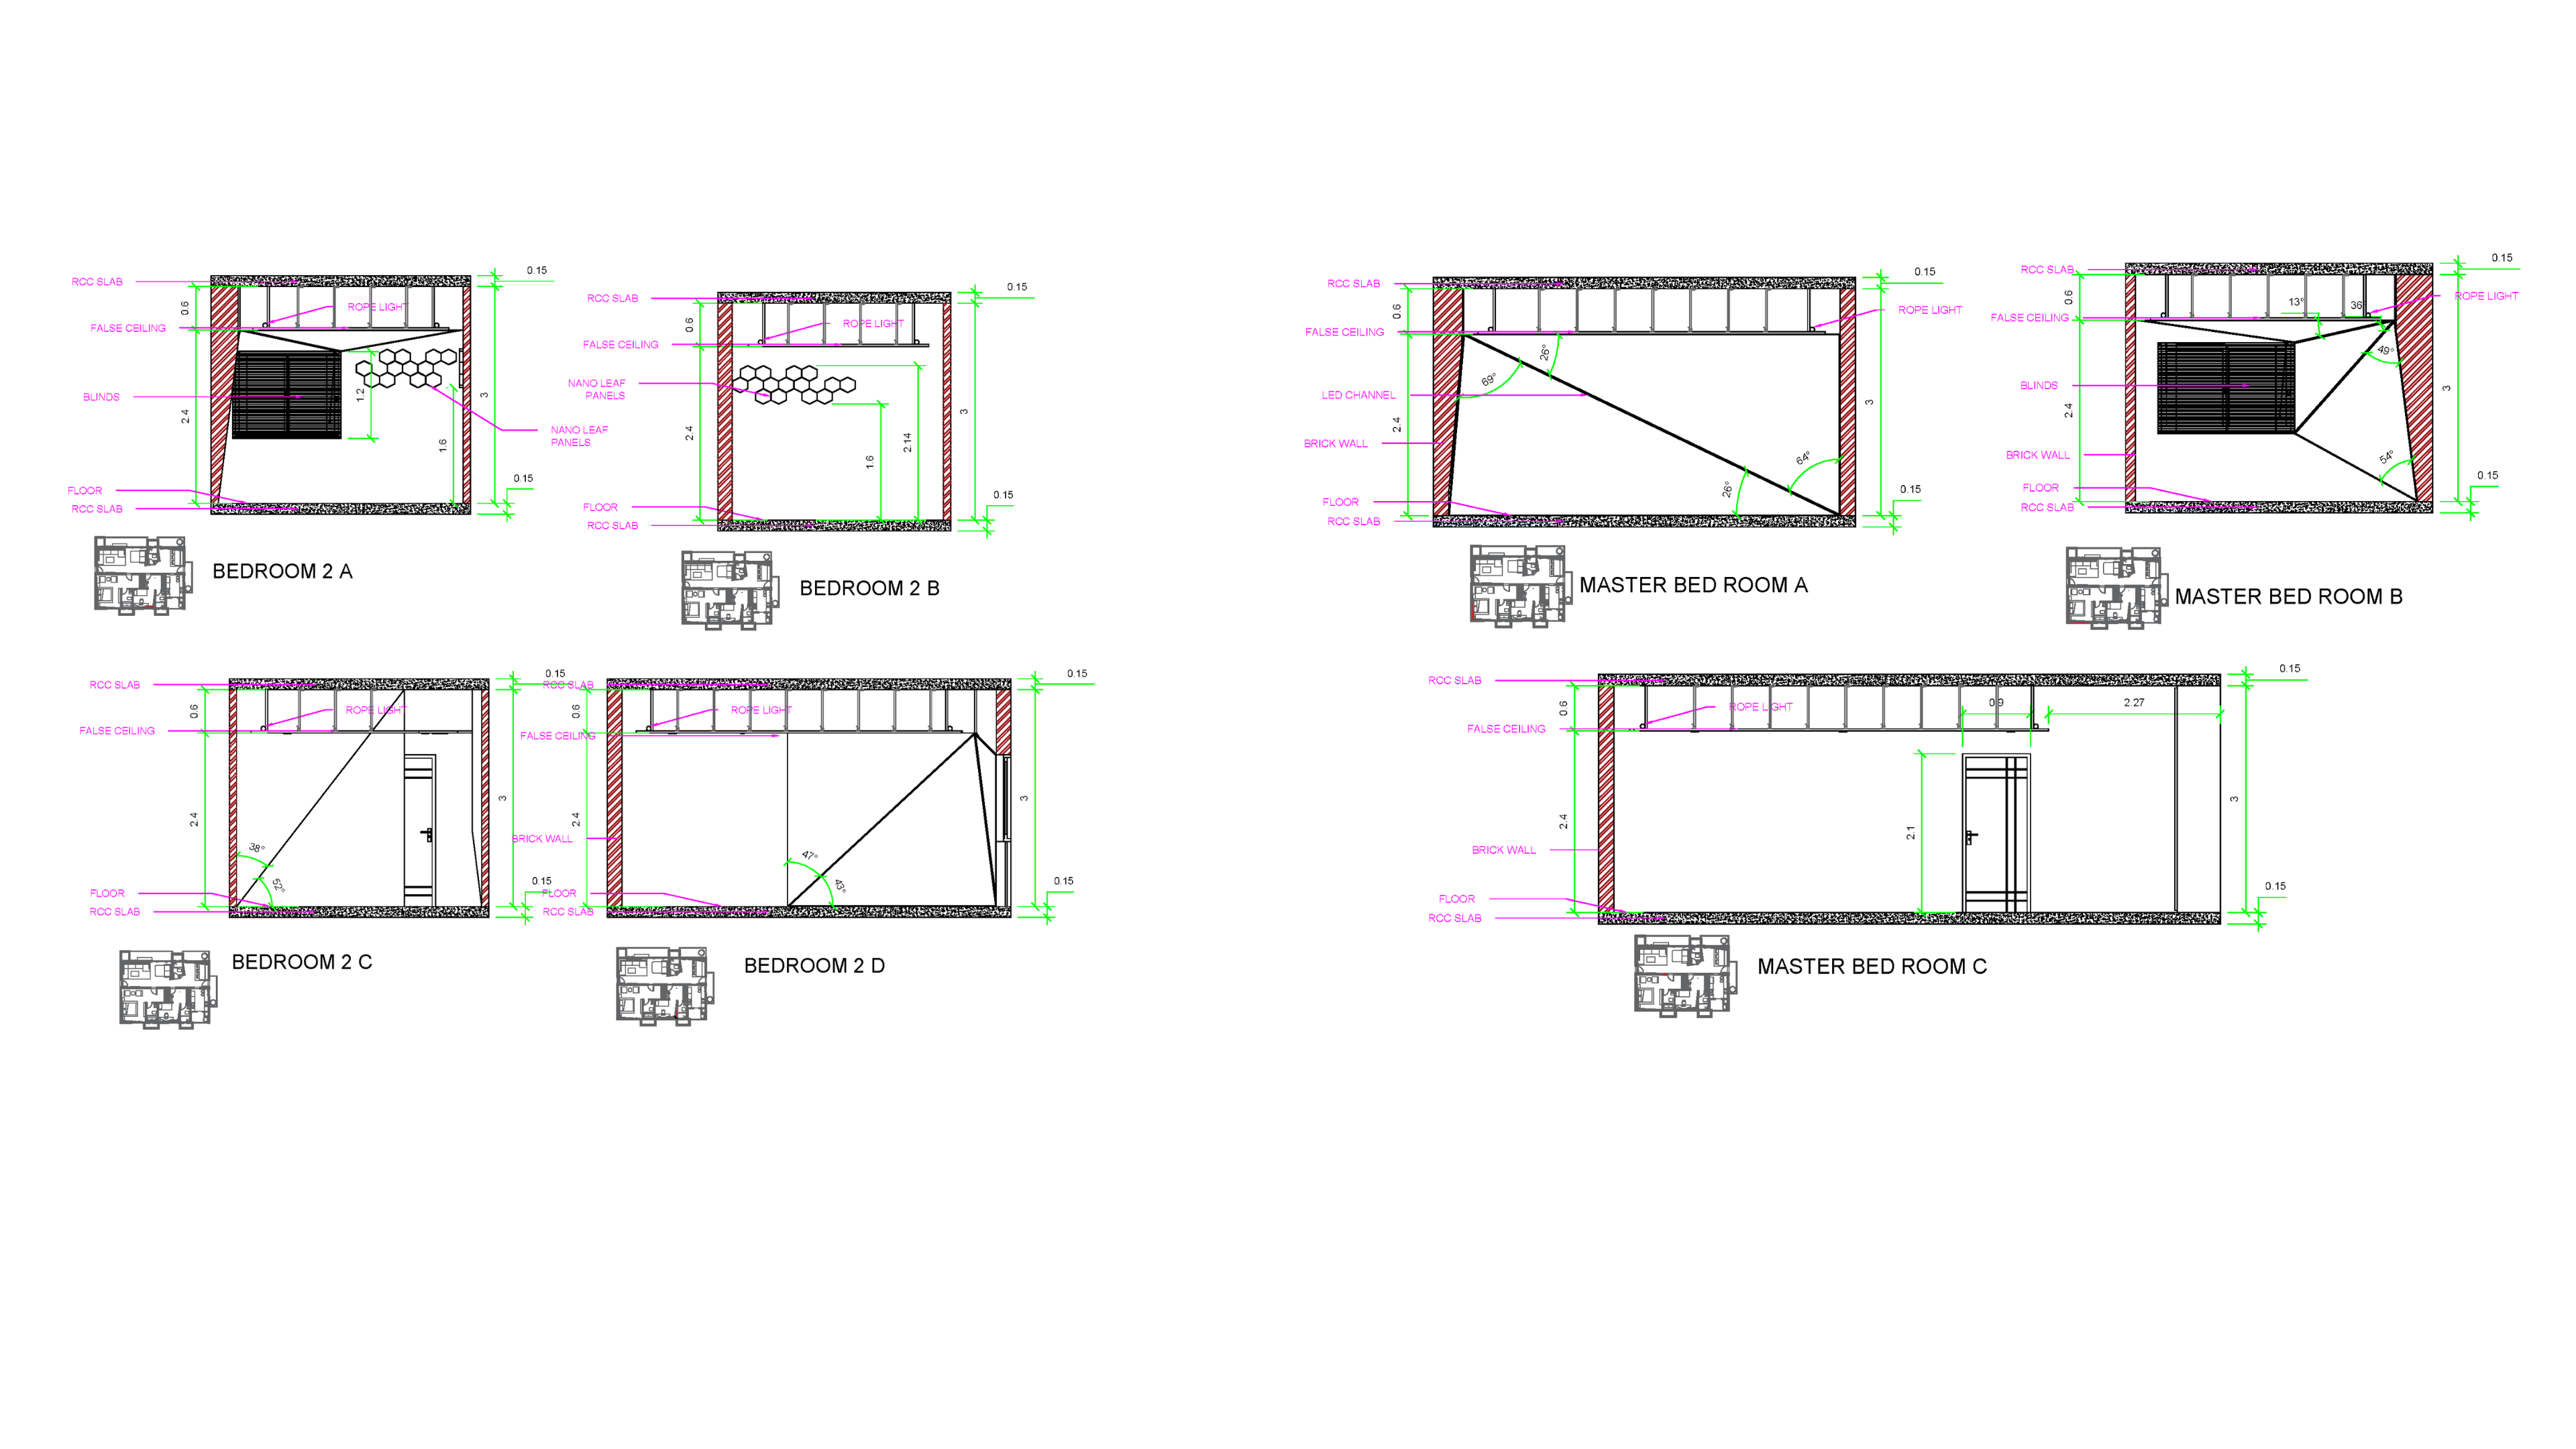 RCC SLAB
0.15
0.6
ROPE LIGHT
FALSE CEILING
BLINDS
1.2
2.4
3
NANO LEAF
PANELS
1.6
0.15
FLOOR
RCC SLAB
BEDROOM 2 A
RCC SLAB
0.15
0.6
ROPE LIGHT
FALSE CEILING
NANO LEAF
PANELS
2.4
3
2.14
1.6
0.15
FLOOR
RCC SLAB
BEDROOM 2 B
RCC SLAB
0.15
0.6
ROPE LIGHT
FALSE CEILING
26°
69°
LED CHANNEL
3
2.4
BRICK WALL
64°
26°
0.15
FLOOR
RCC SLAB
MASTER BED ROOM A
RCC SLAB
0.15
0.6
13°
36°
ROPE LIGHT
FALSE CEILING
49°
BLINDS
3
2.4
BRICK WALL
54°
0.15
FLOOR
RCC SLAB
MASTER BED ROOM B
RCC SLAB
0.15
0.6
ROPE LIGHT
FALSE CEILING
3
2.4
38°
52°
0.15
FLOOR
RCC SLAB
BEDROOM 2 C
RCC SLAB
0.15
0.6
ROPE LIGHT
FALSE CEILING
3
2.4
BRICK WALL
47°
43°
0.15
FLOOR
RCC SLAB
BEDROOM 2 D
RCC SLAB
0.15
0.6
ROPE LIGHT
0.9
2.27
FALSE CEILING
3
2.4
2.1
BRICK WALL
0.15
FLOOR
RCC SLAB
MASTER BED ROOM C